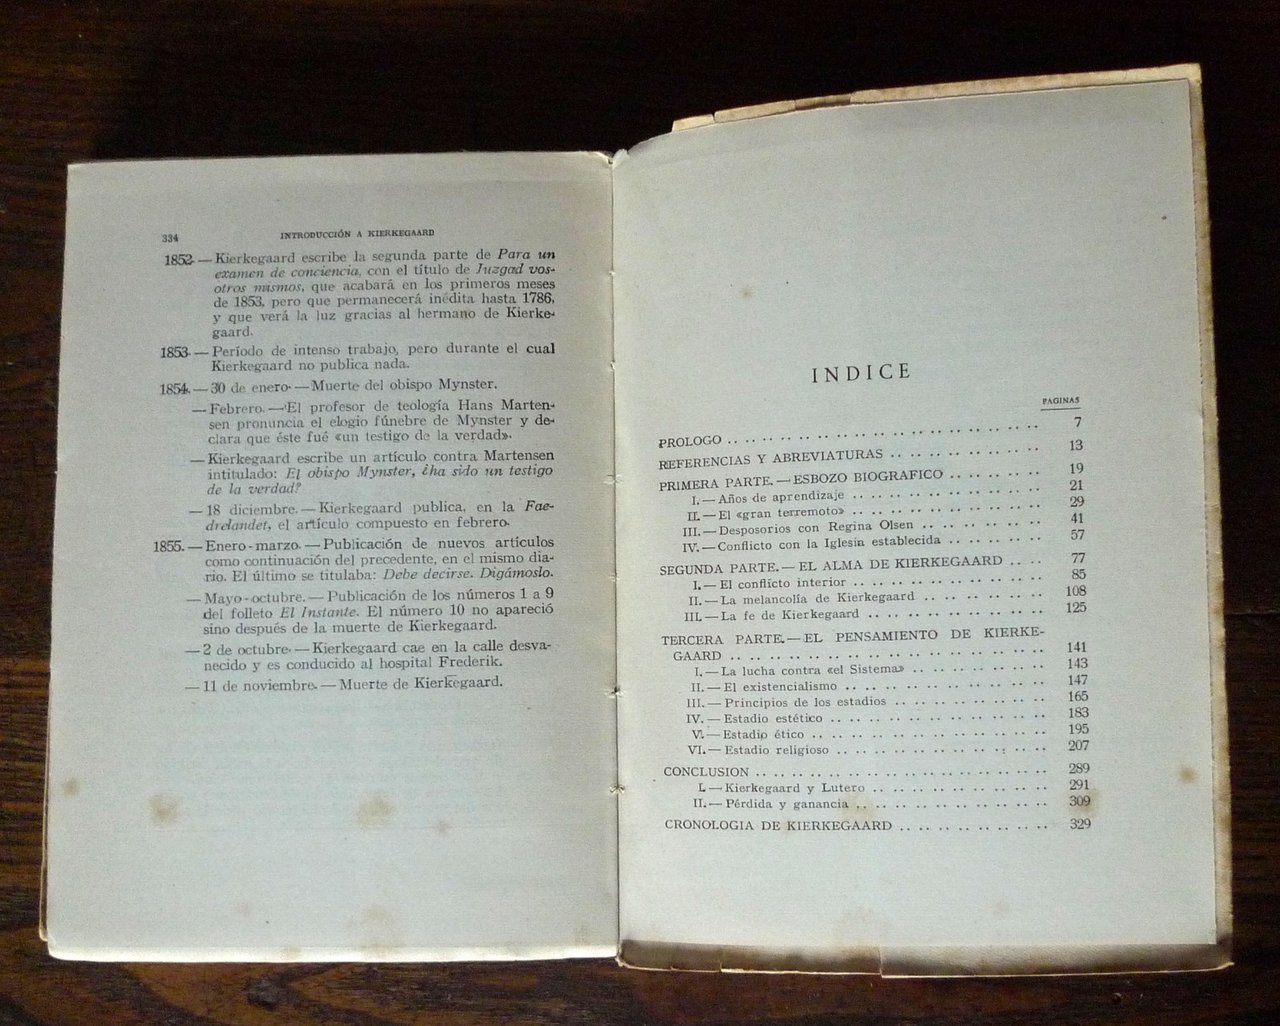 334 INTRODUCCIÓN A KIERKEGAARD
1852.—Kierkegaard escribe la segunda parte de Para un
examen de conciencia, con el título de Juzgad vos-
otros mismos, que acabará en los primeros meses
de 1853, pero que permanecerá inédita hasta 1786,
y que verá la luz gracias al hermano de Kierke-
gaard.
1853.—Período de intenso trabajo, pero durante el cual
Kierkegaard no publica nada.
1854.—30 de enero.—Muerte del obispo Mynster.
—Febrero.—El profesor de teología Hans Marten-
sen pronuncia el elogio fúnebre de Mynster y de-
clara que éste fué «un testigo de la verdad».
—Kierkegaard escribe un artículo contra Martensen
intitulado: El obispo Mynster, ¿ha sido un testigo
de la verdad?
—18 diciembre.—Kierkegaard publica, en la Fae-
drelandet, el artículo compuesto en febrero.
1855.—Enero-marzo.—Publicación de nuevos artículos
como continuación del precedente, en el mismo dia-
rio. El último se titulaba: Debe decirse. Digámoslo.
—Mayo-octubre.—Publicación de los números 1 a 9
del folleto El Instante. El número 10 no apareció
sino después de la muerte de Kierkegaard.
—2 de octubre.—Kierkegaard cae en la calle desva-
necido y es conducido al hospital Frederik.
—11 de noviembre.—Muerte de Kierkegaard.
INDICE
PAGINAS
PROLOGO .. .. .. .. .. .. .. .. .. .. .. .. .. 7
REFERENCIAS Y ABREVIATURAS .. .. .. .. .. .. .. 13
PRIMERA PARTE.—ESBOZO BIOGRAFICO .. .. .. .. .. 19
I.—Años de aprendizaje .. .. .. .. .. .. .. .. 21
II.—El «gran terremoto» .. .. .. .. .. .. .. .. 29
III.—Desposorios con Regina Olsen .. .. .. .. .. 41
IV.—Conflicto con la Iglesia establecida .. .. .. .. 57
SEGUNDA PARTE.—EL ALMA DE KIERKEGAARD .. .. 77
I.—El conflicto interior .. .. .. .. .. .. .. .. 85
II.—La melancolía de Kierkegaard .. .. .. .. .. 108
III.—La fe de Kierkegaard .. .. .. .. .. .. .. 125
TERCERA PARTE.—EL PENSAMIENTO DE KIERKE-
GAARD .. .. .. .. .. .. .. .. .. .. .. .. 141
I.—La lucha contra «el Sistema» .. .. .. .. .. 143
II.—El existencialismo .. .. .. .. .. .. .. .. 147
III.—Principios de los estadios .. .. .. .. .. .. 165
IV.—Estadio estético .. .. .. .. .. .. .. .. 183
V.—Estadio ético .. .. .. .. .. .. .. .. .. 195
VI.—Estadio religioso .. .. .. .. .. .. .. .. 207
CONCLUSION .. .. .. .. .. .. .. .. .. .. .. 289
I.—Kierkegaard y Lutero .. .. .. .. .. .. .. 291
II.—Pérdida y ganancia .. .. .. .. .. .. .. 309
CRONOLOGIA DE KIERKEGAARD .. .. .. .. .. .. 329